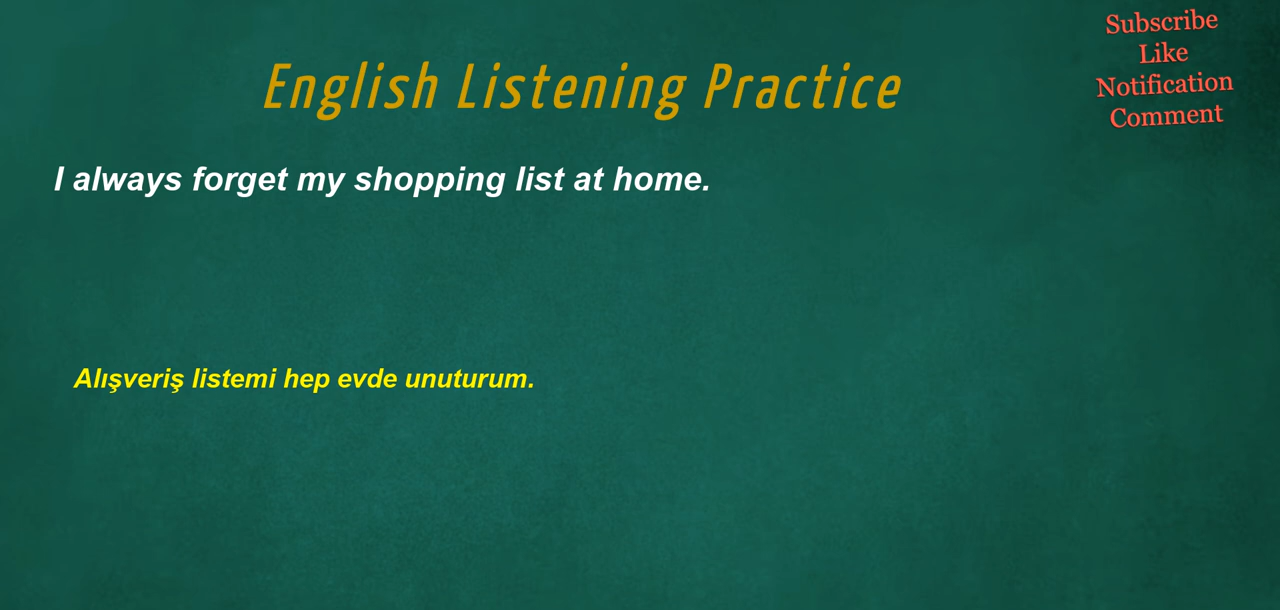 English Listening Practice
Subscribe
Like
Notification
Comment
I always forget my shopping list at home.
Alışveriş listemi hep evde unuturum.